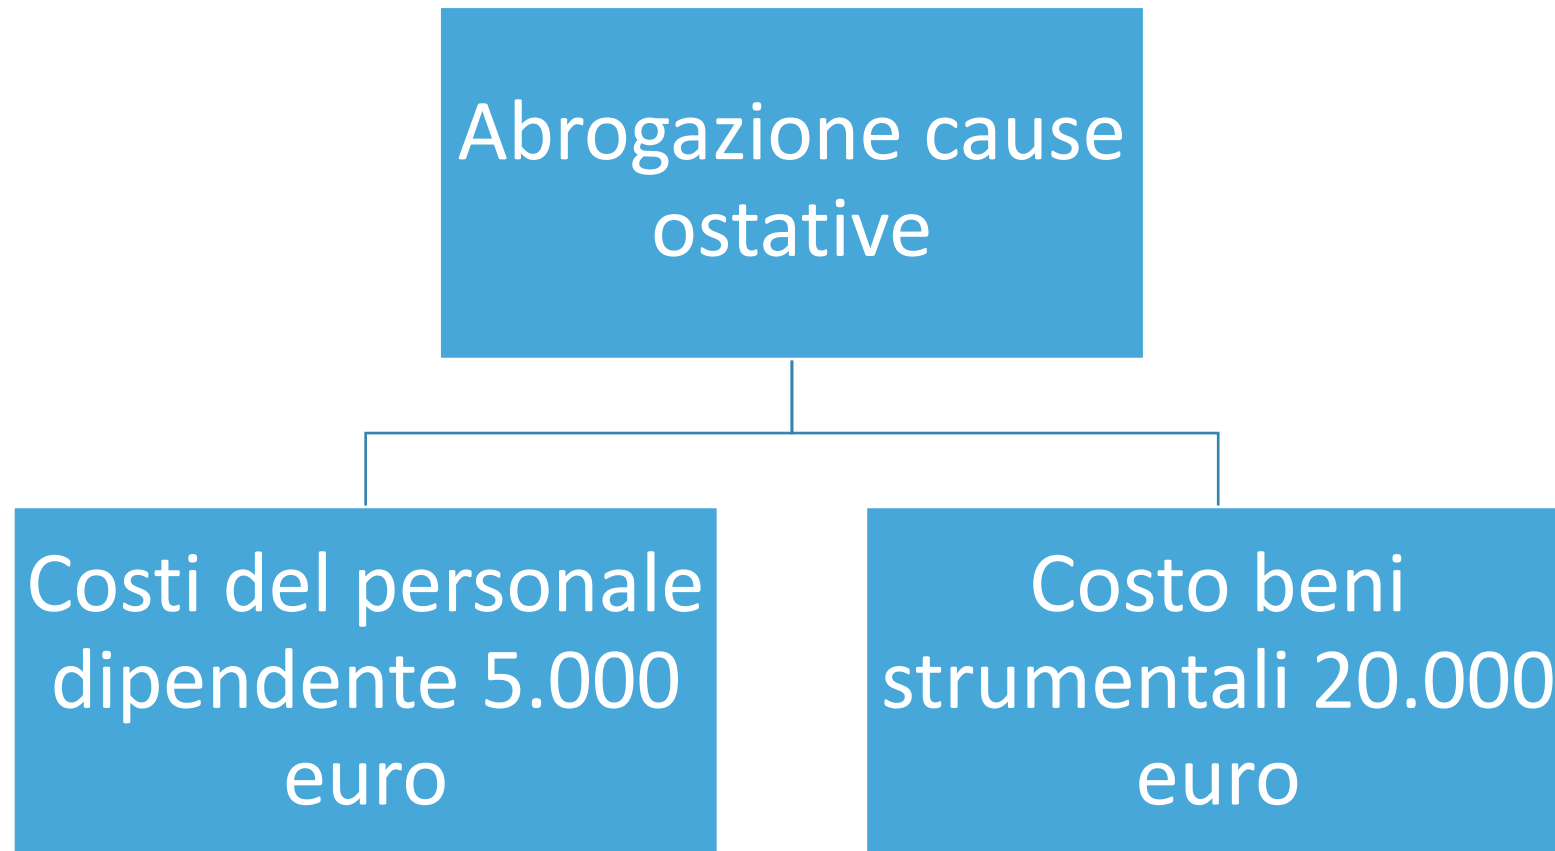 Abrogazione cause
ostative
Costi del personale
dipendente 5.000
euro
Costo beni
strumentali 20.000
euro